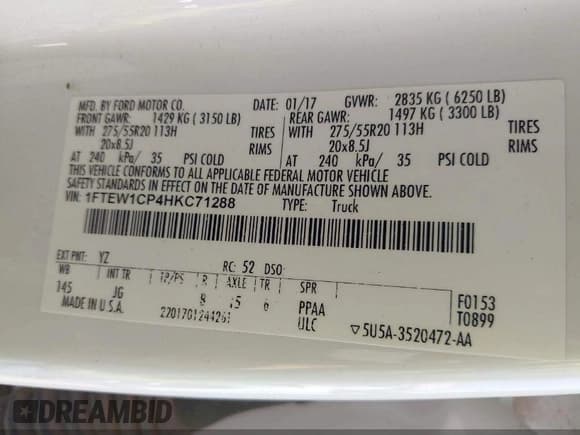 MFD. BY FORD MOTOR CO.
DATE: 01/17 GVWR: 2835 KG ( 6250 LB)
FRONT GAWR: 1429 KG ( 3150 LB) REAR GAWR: 1497 KG ( 3300 LB)
WITH 275/55R20 113H TIRES WITH 275/55R20 113H TIRES
20x8.5J RIMS 20x8.5J RIMS
AT 240 kPa/ 35 PSI COLD AT 240 kPa/ 35 PSI COLD
THIS VEHICLE CONFORMS TO ALL APPLICABLE FEDERAL MOTOR VEHICLE
SAFETY STANDARDS IN EFFECT ON THE DATE OF MANUFACTURE SHOWN ABOVE.
VIN: 1FTEW1CP4HKC71288 TYPE: Truck
EXT PNT: YZ RC: 52 DSO:
WB INT TR TP/PS R AXLE TR SPR
145 JG 8 15 6 PPAA F0153
MADE IN U.S.A. ULC T0899
5U5A-3520472-AA
DREAMBID